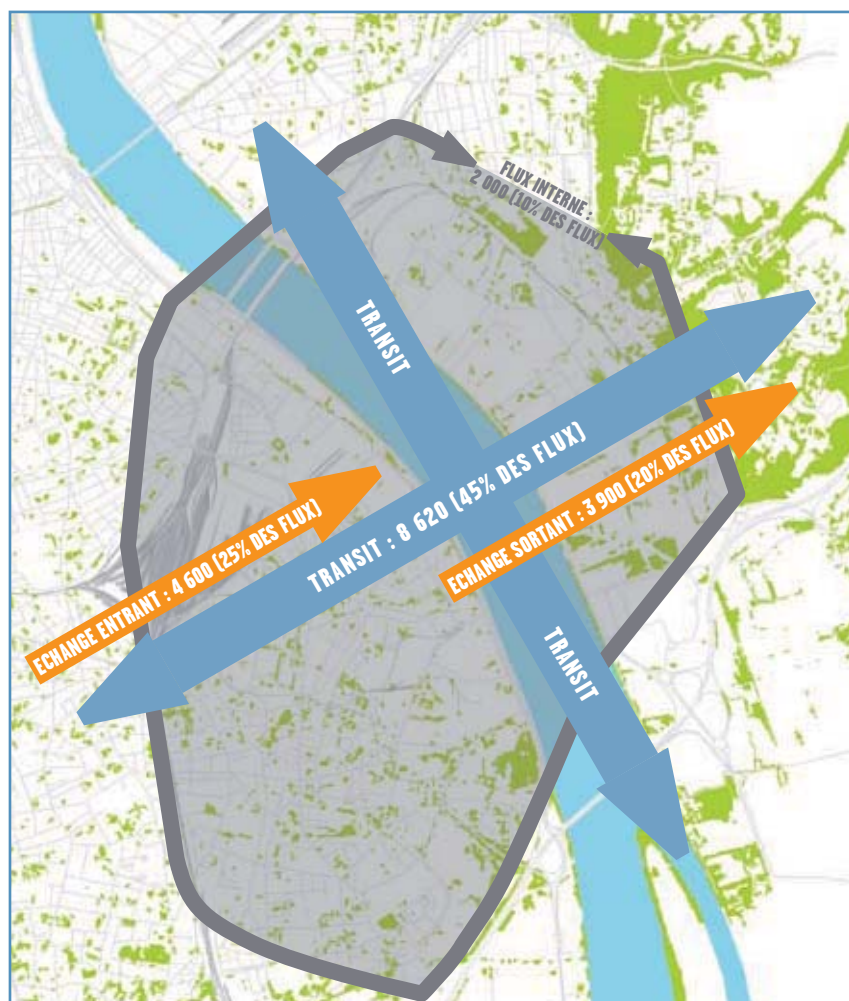 FLUX INTERNE :
2 000 (10% DES FLUX)
TRANSIT
TRANSIT : 8 620 (45% DES FLUX)
ECHANGE ENTRANT : 4 600 (25% DES FLUX)
ECHANGE SORTANT : 3 900 (20% DES FLUX)
TRANSIT